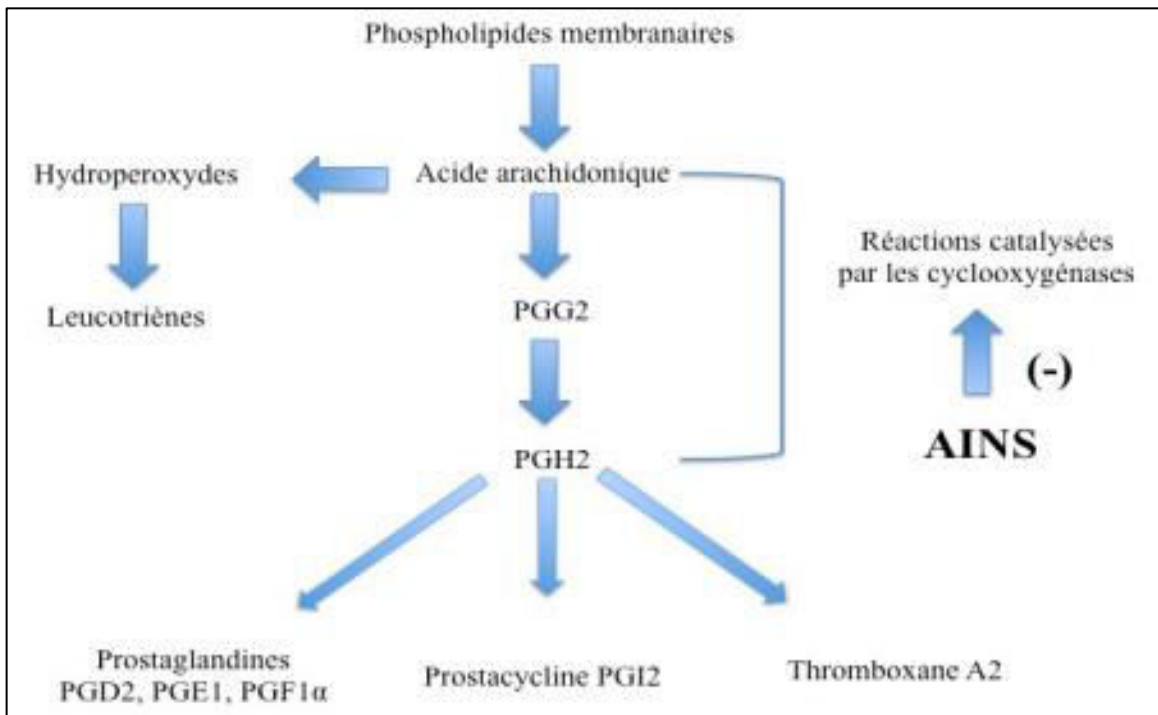 Phospholipides membranaires
Hydroperoxydes
Acide arachidonique
Réactions catalysées
par les cyclooxygénases
Leucotriènes
PGG2
(-)
AINS
PGH2
Prostaglandines
PGD2, PGE1, PGF1α
Prostacycline PGI2
Thromboxane A2